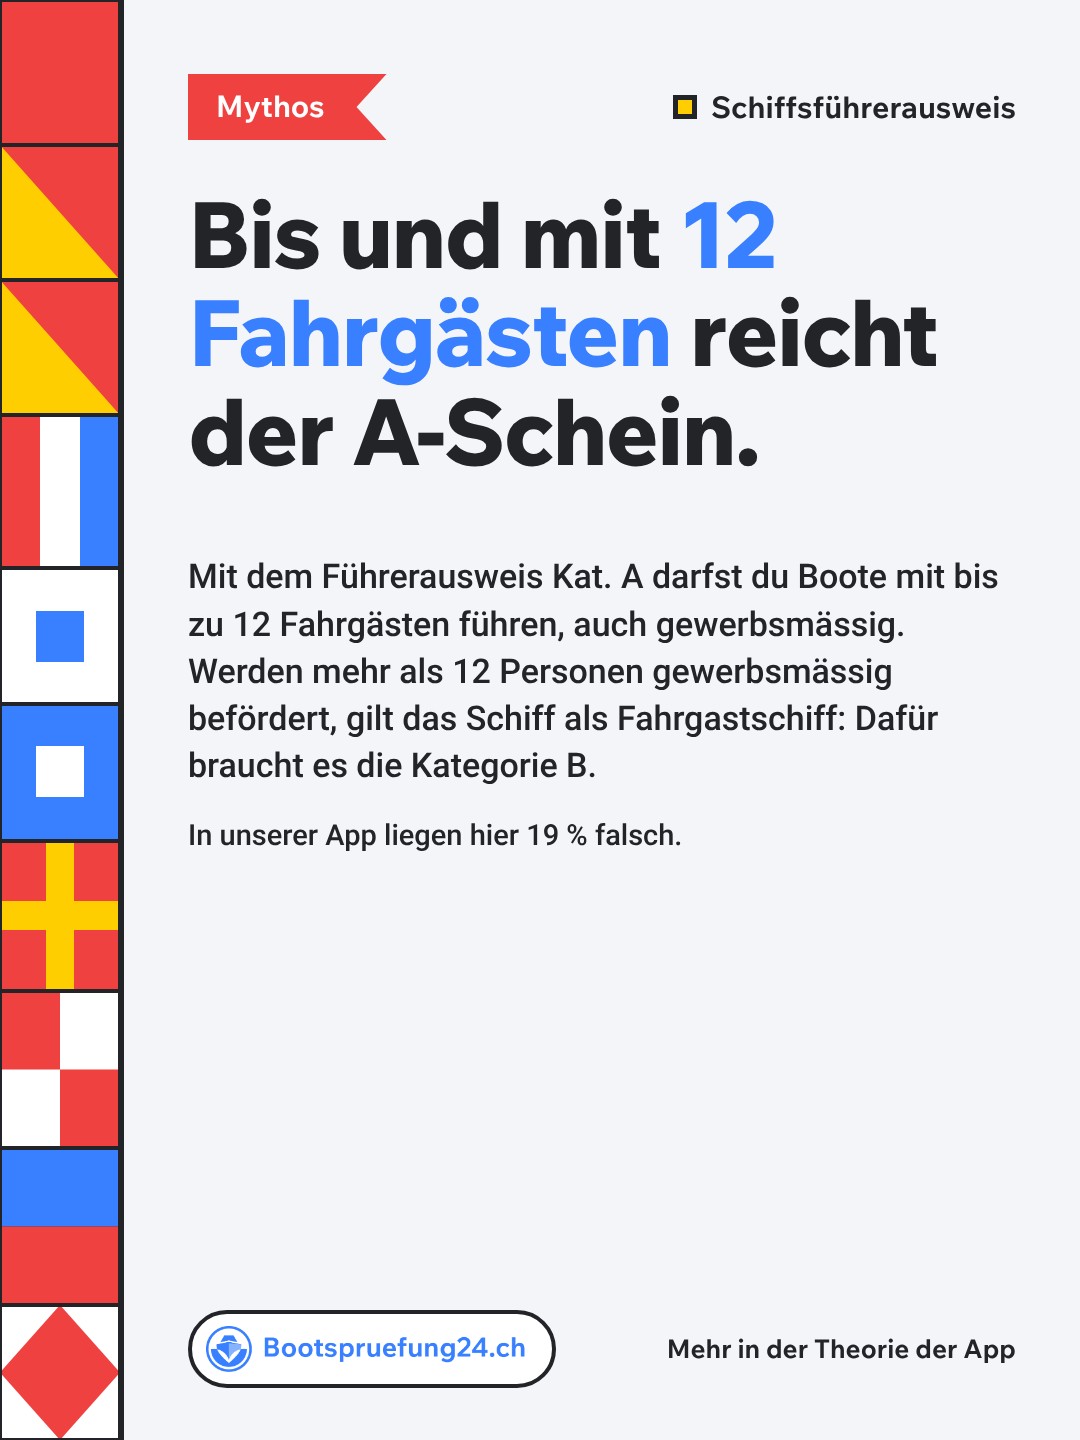 Mythos
Schiffsführerausweis
Bis und mit 12
Fahrgästen reicht
der A-Schein.
Mit dem Führerausweis Kat. A darfst du Boote mit bis
zu 12 Fahrgästen führen, auch gewerbsmässig.
Werden mehr als 12 Personen gewerbsmässig
befördert, gilt das Schiff als Fahrgastschiff: Dafür
braucht es die Kategorie B.
In unserer App liegen hier 19 % falsch.
Bootspruefung24.ch
Mehr in der Theorie der App